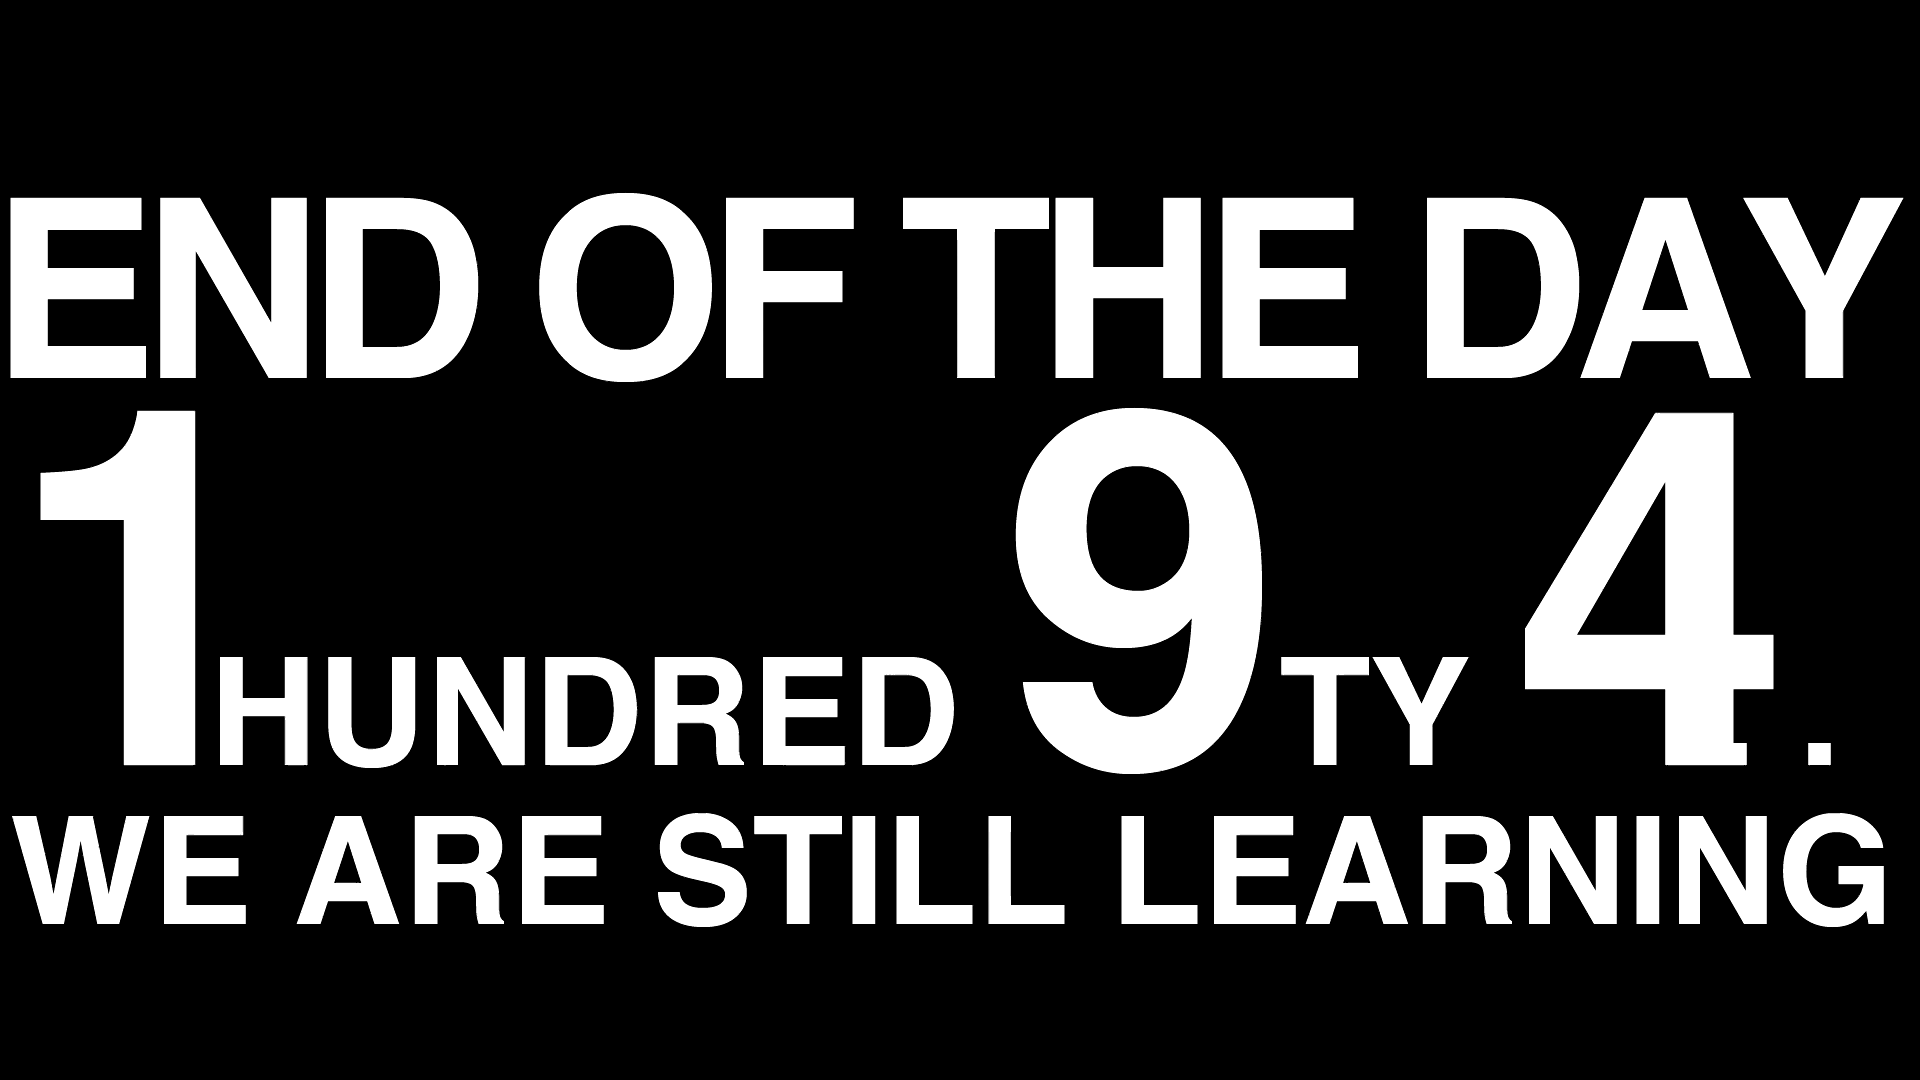 END OF THE DAY
1HUNDRED 9TY 4. .
WE ARE STILL LEARNING